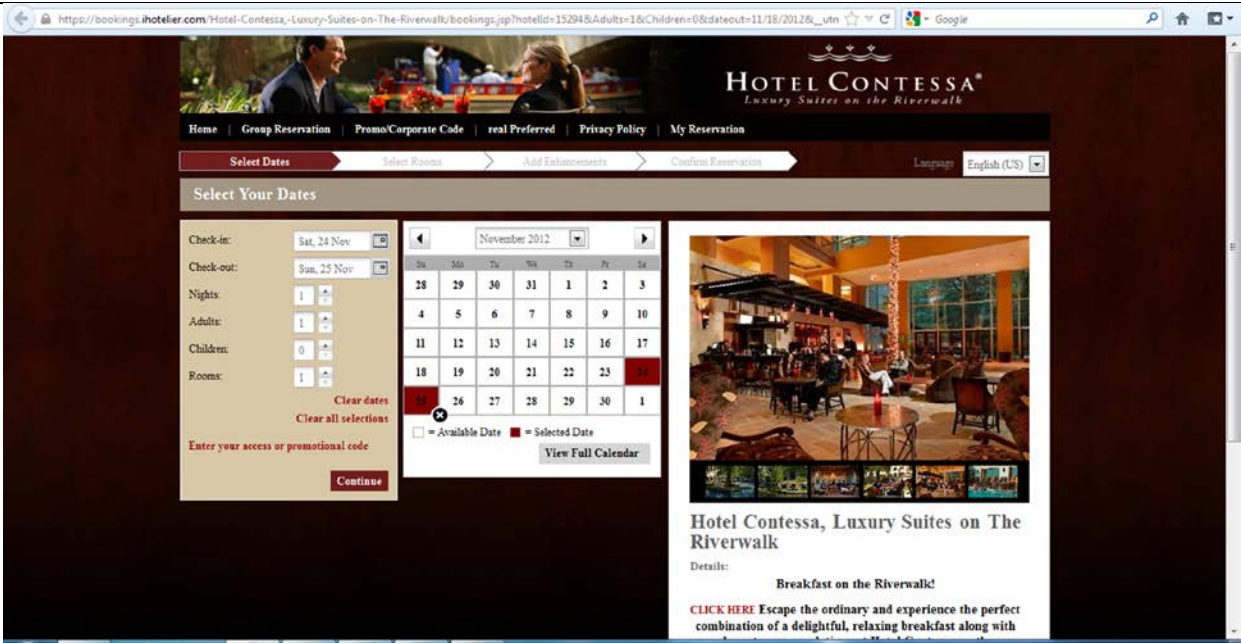 https://bookings.ihotelier.com/Hotel-Contessa,-Luxury-Suites-on-The-Riverwalk/bookings.jsp?hotelId=15294&Adults=1&Children=0&dateout=11/18/2012&__utn
Google
HOTEL CONTESSA®
Luxury Suites on the Riverwalk
Home | Group Reservation | Promo/Corporate Code | real Preferred | Privacy Policy | My Reservation
Select Dates Select Rooms Add Enhancements Confirm Reservation Language English (US)
Select Your Dates
Check-in: Sat, 24 Nov
Check-out: Sun, 25 Nov
Nights: 1
Adults: 1
Children: 0
Rooms: 1
Clear dates
Clear all selections
Enter your access or promotional code
Continue
November 2012
Su Mo Tu We Th Fr Sa
28 29 30 31 1 2 3
4 5 6 7 8 9 10
11 12 13 14 15 16 17
18 19 20 21 22 23 24
25 26 27 28 29 30 1
= Available Date = Selected Date
View Full Calendar
Hotel Contessa, Luxury Suites on The
Riverwalk
Details:
Breakfast on the Riverwalk!
CLICK HERE Escape the ordinary and experience the perfect
combination of a delightful, relaxing breakfast along with